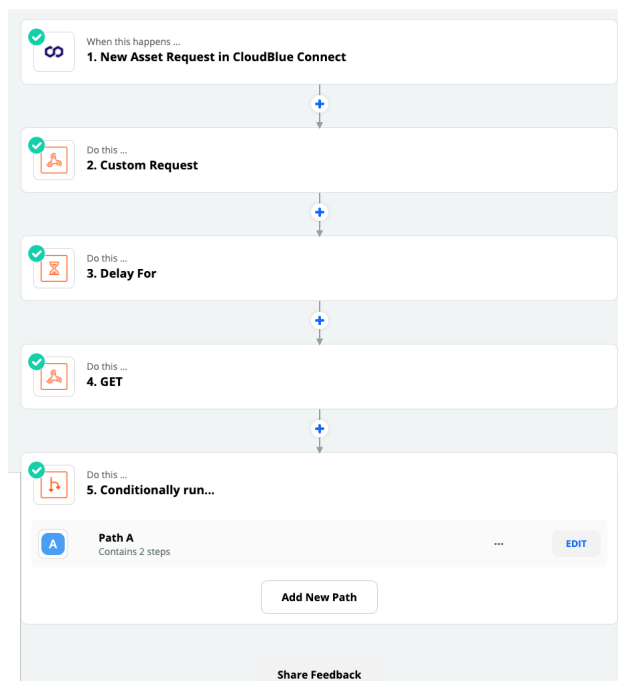 When this happens ...
1. New Asset Request in CloudBlue Connect
Do this ...
2. Custom Request
Do this ...
3. Delay For
Do this ...
4. GET
Do this ...
5. Conditionally run...
A
Path A
Contains 2 steps
...
EDIT
Add New Path
Share Feedback